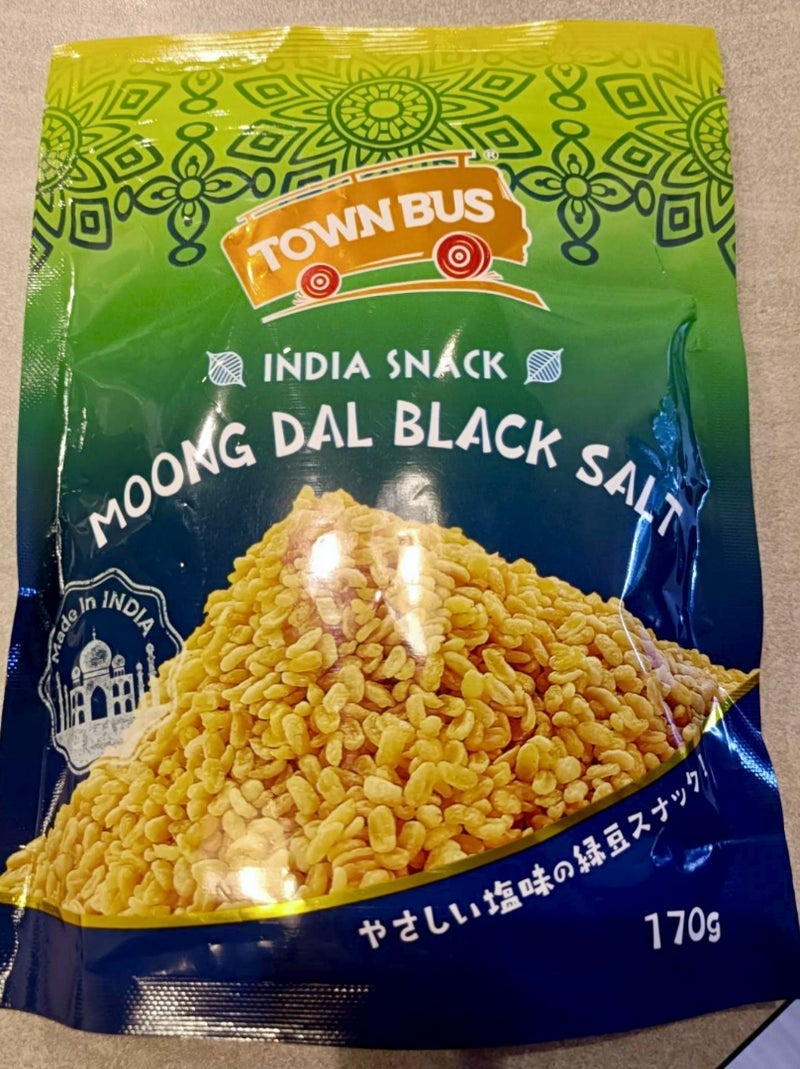 TOWN BUS®
INDIA SNACK
MOONG DAL BLACK SALT
Made In INDIA
やさしい塩味の緑豆スナック!
170g